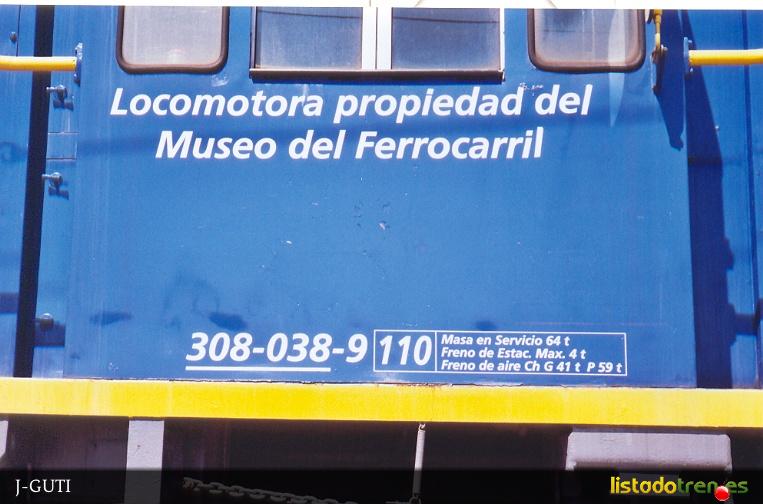 Locomotora propiedad del
Museo del Ferrocarril
308-038-9 110
Masa en Servicio 64 t
Freno de Estac. Max. 4 t
Freno de aire Ch G 41 t P 59 t
J-GUTI
listadotren.es